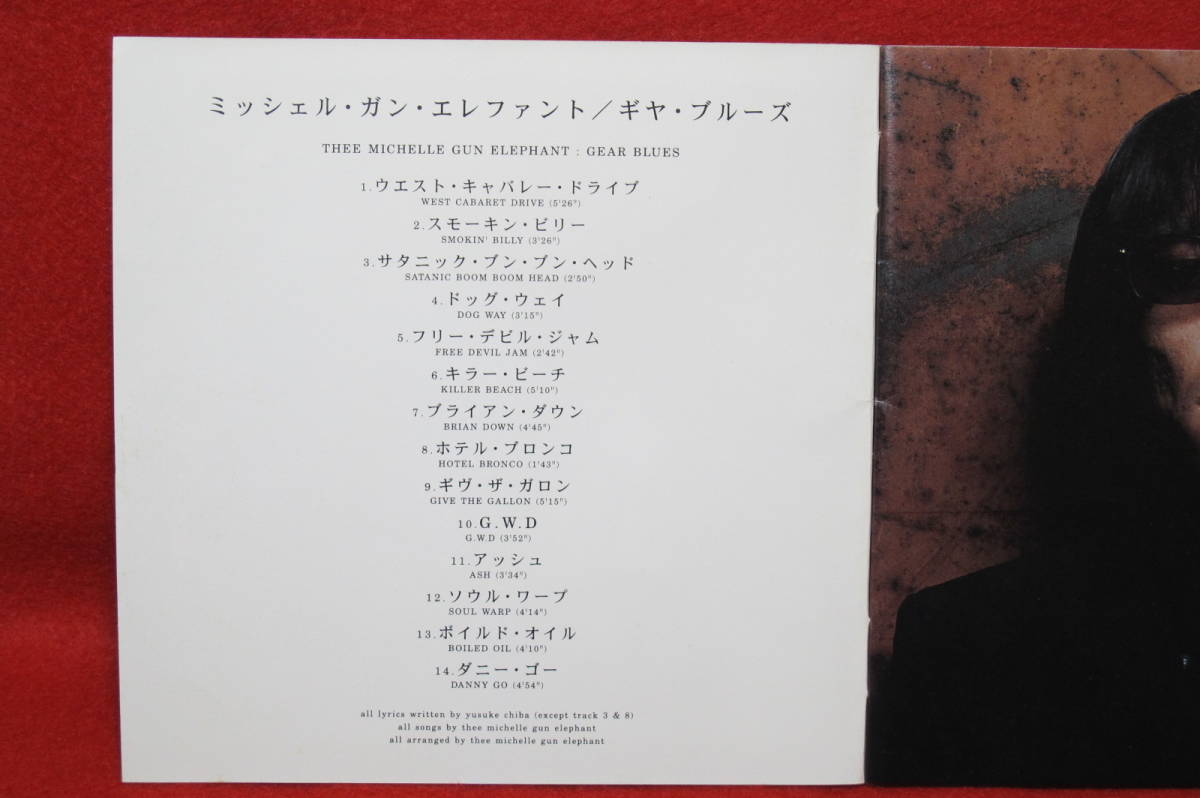 ミッシェル・ガン・エレファント／ギヤ・ブルーズ
THEE MICHELLE GUN ELEPHANT : GEAR BLUES
1.ウエスト・キャバレー・ドライブ
WEST CABARET DRIVE (5'26")
2.スモーキン・ビリー
SMOKIN' BILLY (3'26")
3.サタニック・ブン・ブン・ヘッド
SATANIC BOOM BOOM HEAD (2'50")
4.ドッグ・ウェイ
DOG WAY (3'15")
5.フリー・デビル・ジャム
FREE DEVIL JAM (2'42")
6.キラー・ビーチ
KILLER BEACH (5'10")
7.ブライアン・ダウン
BRIAN DOWN (4'45")
8.ホテル・ブロンコ
HOTEL BRONCO (1'43")
9.ギヴ・ザ・ガロン
GIVE THE GALLON (5'15")
10.G.W.D
G.W.D (3'52")
11.アッシュ
ASH (3'34")
12.ソウル・ワープ
SOUL WARP (4'14")
13.ボイルド・オイル
BOILED OIL (4'10")
14.ダニー・ゴー
DANNY GO (4'54")
all lyrics written by yusuke chiba (except track 3 & 8)
all songs by thee michelle gun elephant
all arranged by thee michelle gun elephant